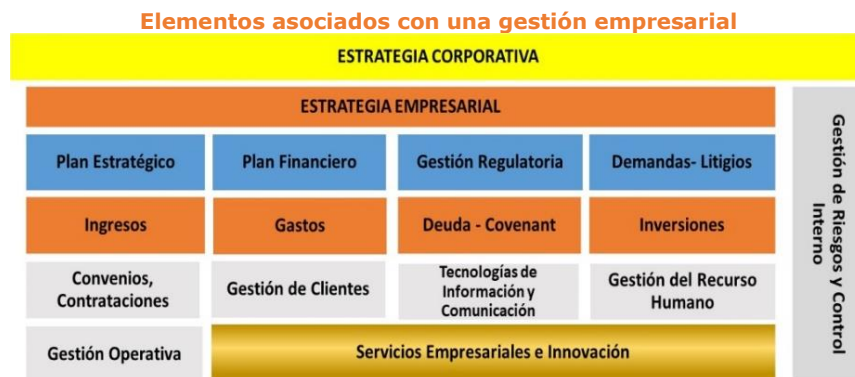 Elementos asociados con una gestión empresarial
ESTRATEGIA CORPORATIVA
ESTRATEGIA EMPRESARIAL
Plan Estratégico
Plan Financiero
Gestión Regulatoria
Demandas- Litigios
Ingresos
Gastos
Deuda - Covenant
Inversiones
Convenios,
Contrataciones
Gestión de Clientes
Tecnologías de
Información y
Comunicación
Gestión del Recurso
Humano
Gestión Operativa
Servicios Empresariales e Innovación
Gestión de Riesgos y Control
Interno